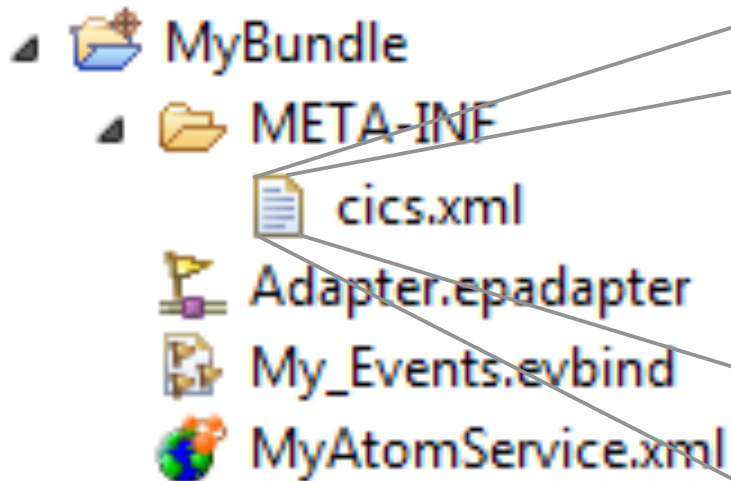 MyBundle
META-INF
cics.xml
Adapter.epadapter
My_Events.evbind
MyAtomService.xml